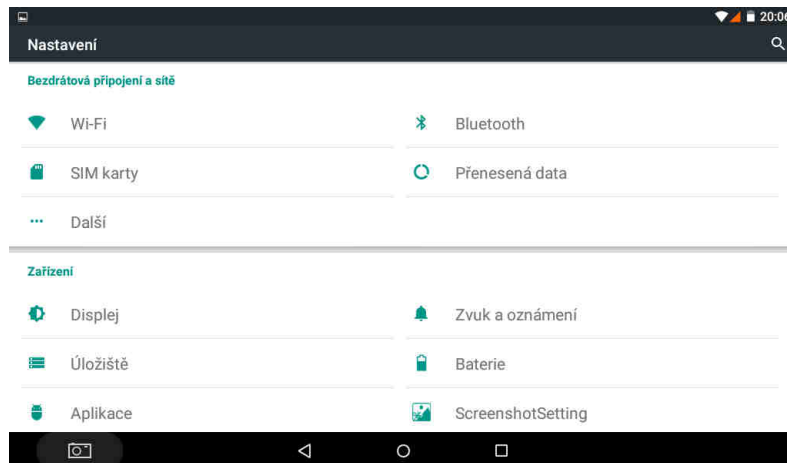 20:06
Nastavení
Bezdrátová připojení a sítě
Wi-Fi
Bluetooth
SIM karty
Přenesená data
Další
Zařízení
Displej
Zvuk a oznámení
Úložiště
Baterie
Aplikace
ScreenshotSetting